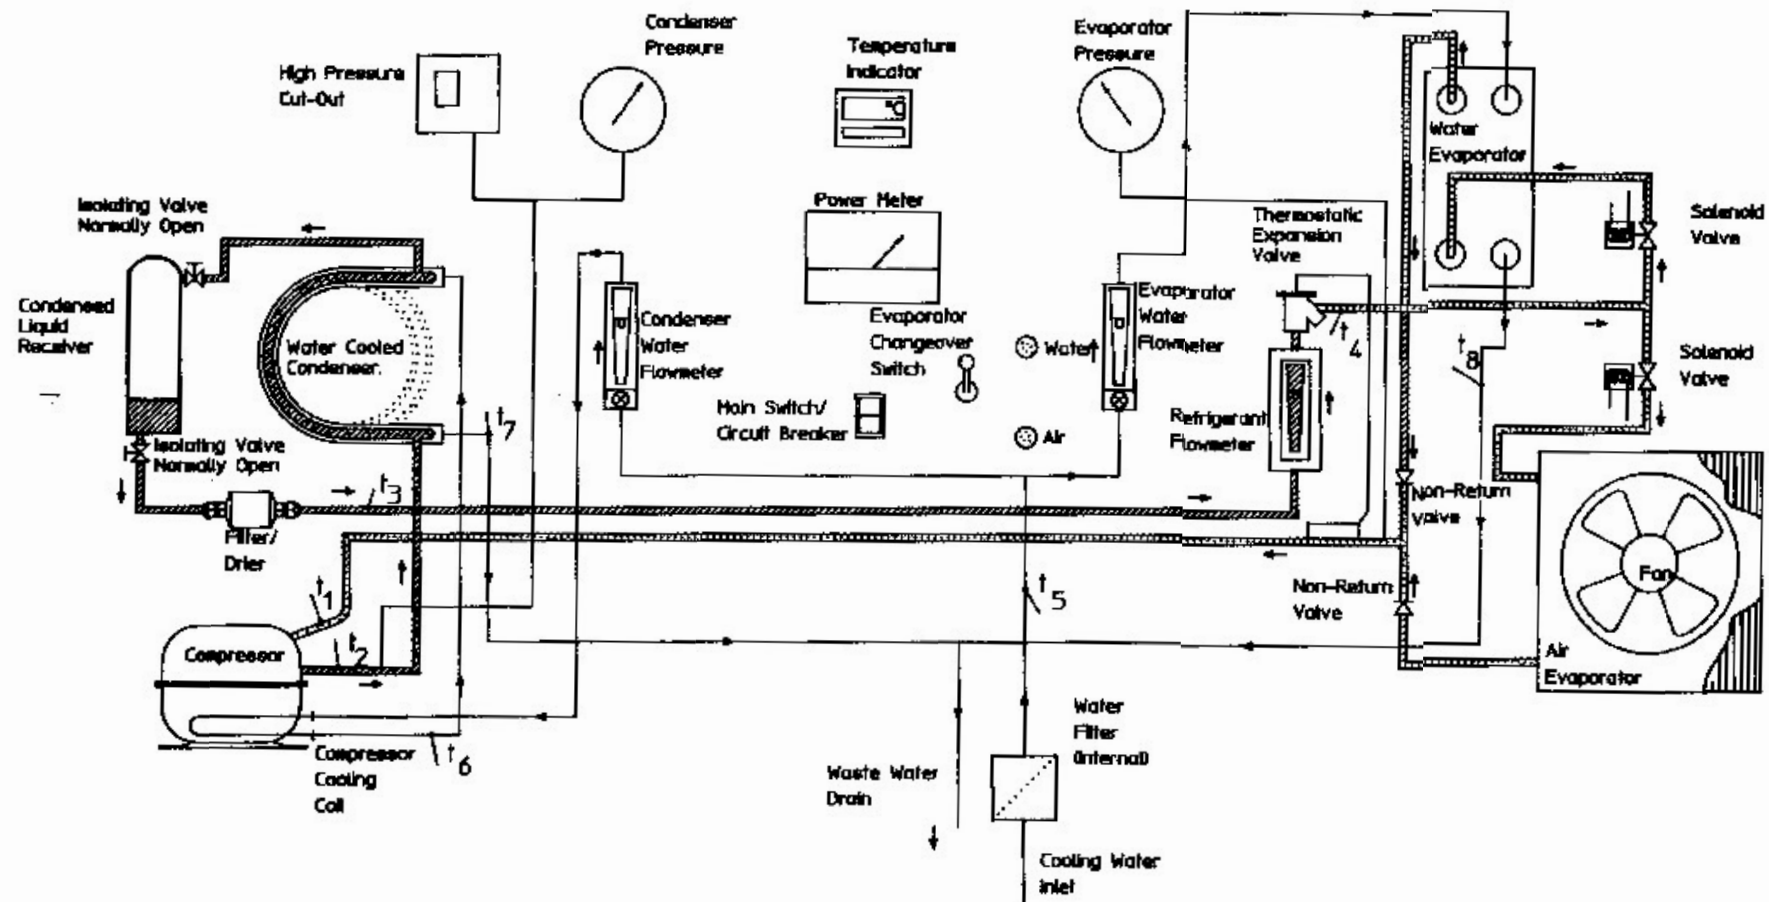 Condenser
Pressure
Evaporator
Pressure
Temperature
Indicator
°C
High Pressure
Cut-Out
Water
Evaporator
Isolating Valve
Normally Open
Power Meter
Thermostatic
Expansion
Valve
Solenoid
Valve
Condensed
Liquid
Receiver
Water Cooled
Condenser.
Condenser
Water
Flowmeter
Evaporator
Changeover
Switch
Water
Evaporator
Water
Flowmeter
t4
t8
Solenoid
Valve
Main Switch/
Circuit Breaker
Air
Refrigerant
Flowmeter
t7
Isolating Valve
Normally Open
t3
Non-Return
Valve
Filter/
Drier
Fan
t1
t5
Non-Return
Valve
Compressor
t2
Air
Evaporator
Compressor
Cooling
Coil
t6
Water
Filter
(Internal)
Waste Water
Drain
Cooling Water
Inlet